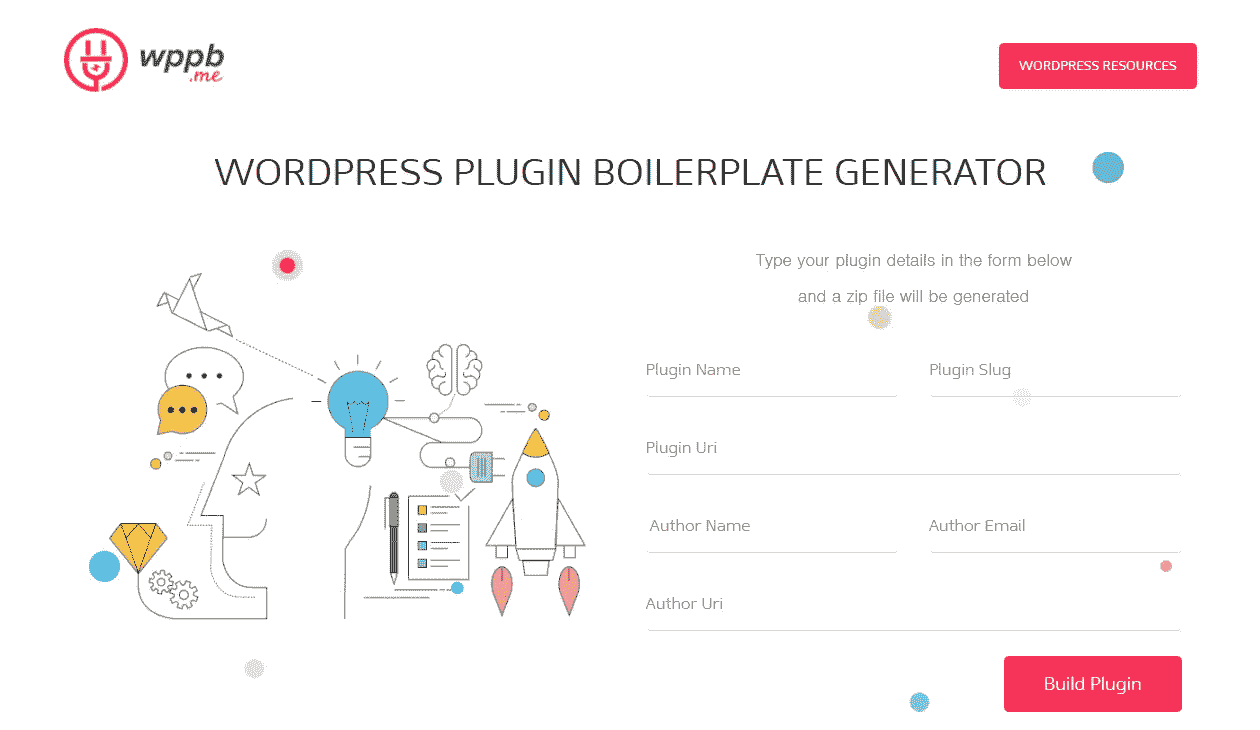 wppb
.me
WORDPRESS RESOURCES
WORDPRESS PLUGIN BOILERPLATE GENERATOR
Type your plugin details in the form below
and a zip file will be generated
Plugin Name
Plugin Slug
Plugin Uri
Author Name
Author Email
Author Uri
Build Plugin